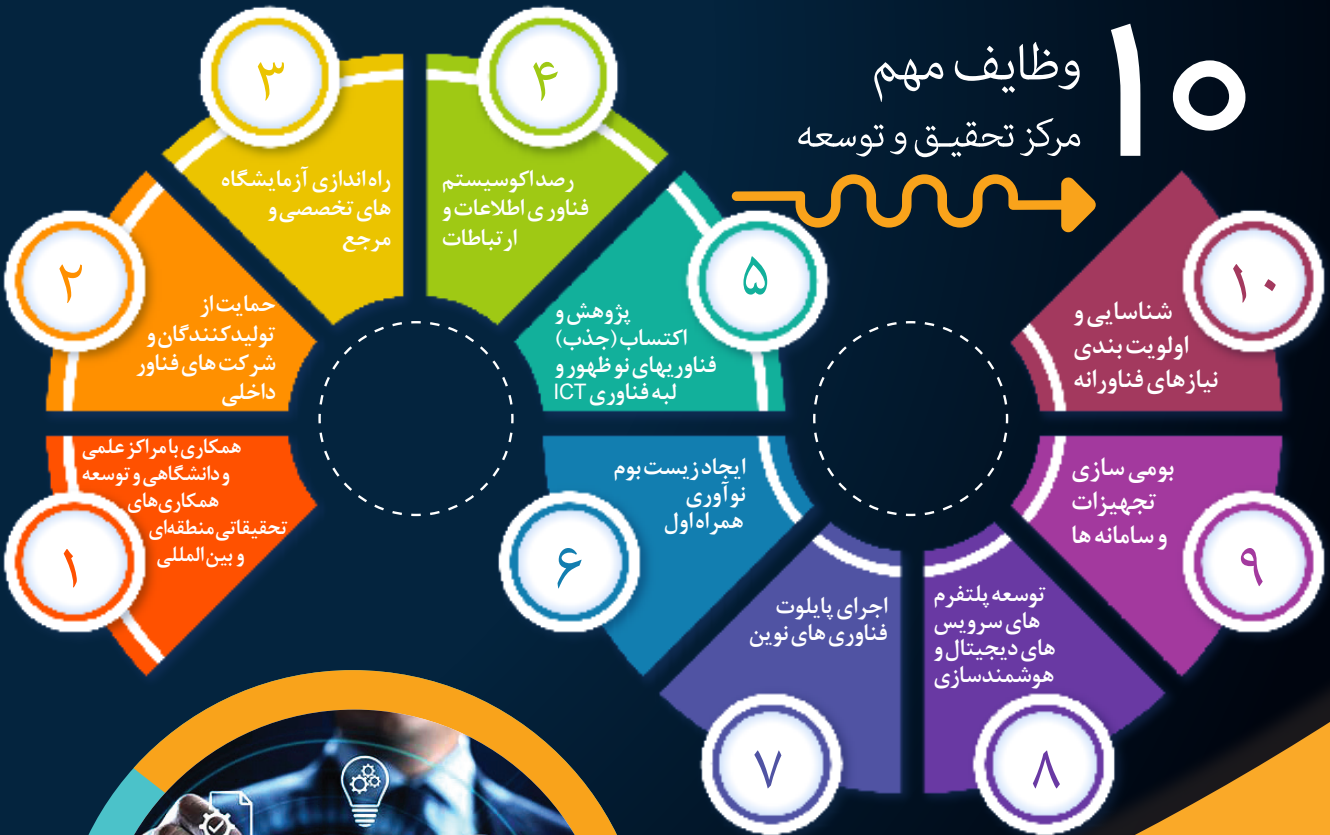 ۱۰
وظایف مهم
مرکز تحقیق و توسعه
۱
همکاری با مراکز علمی
و دانشگاهی و توسعه
همکاری‌های
تحقیقاتی منطقه‌ای
و بین‌المللی
۲
حمایت از
تولیدکنندگان و
شرکت های فناور
داخلی
۳
راه اندازی آزمایشگاه
های تخصصی و
مرجع
۴
رصد اکوسیستم
فناوری اطلاعات و
ارتباطات
۵
پژوهش و
اکتساب (جذب)
فناوریهای نوظهور و
لبه فناوری ICT
۶
ایجاد زیست بوم
نوآوری
همراه اول
۷
اجرای پایلوت
فناوری های نوین
۸
توسعه پلتفرم
های سرویس
های دیجیتال و
هوشمندسازی
۹
بومی سازی
تجهیزات
و سامانه ها
۱۰
شناسایی و
اولویت بندی
نیازهای فناورانه